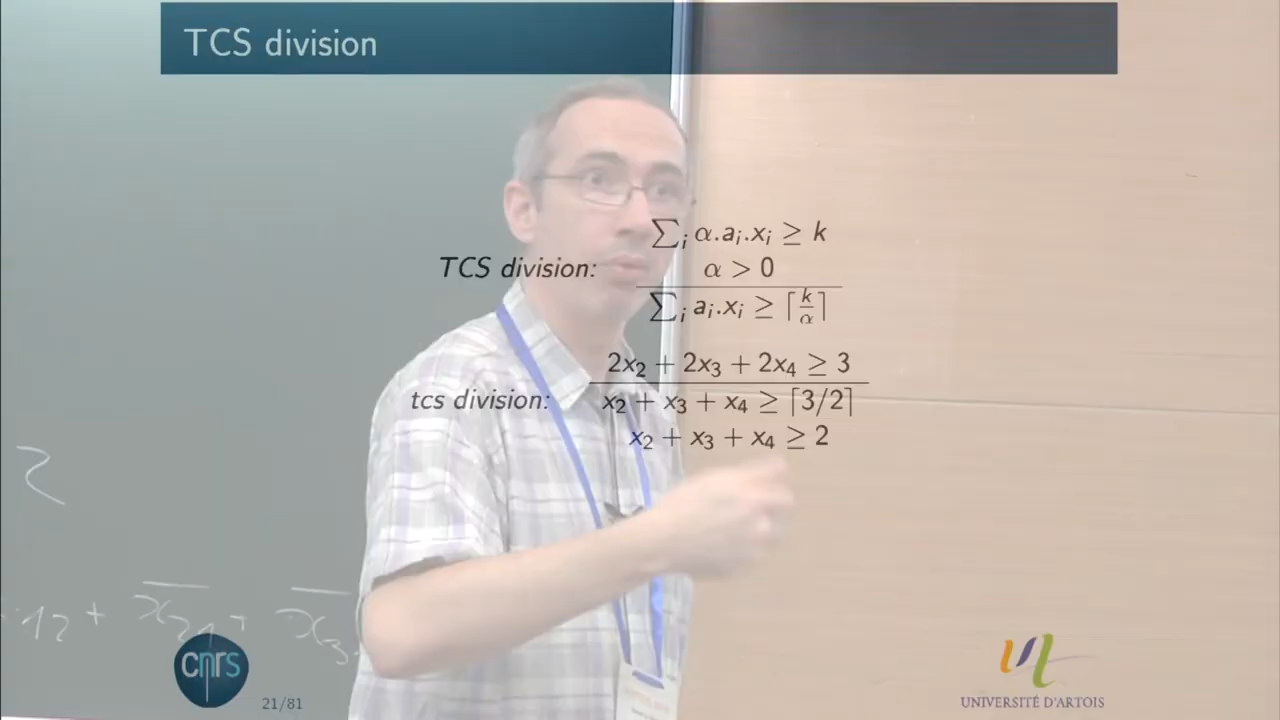 TCS division
∑ᵢ α.aᵢ.xᵢ ≥ k
TCS division: α > 0
∑ᵢ aᵢ.xᵢ ≥ ⌈k/α⌉
2x₂ + 2x₃ + 2x₄ ≥ 3
tcs division: x₂ + x₃ + x₄ ≥ ⌈3/2⌉
x₂ + x₃ + x₄ ≥ 2
cnrs
21/81
UNIVERSITÉ D'ARTOIS